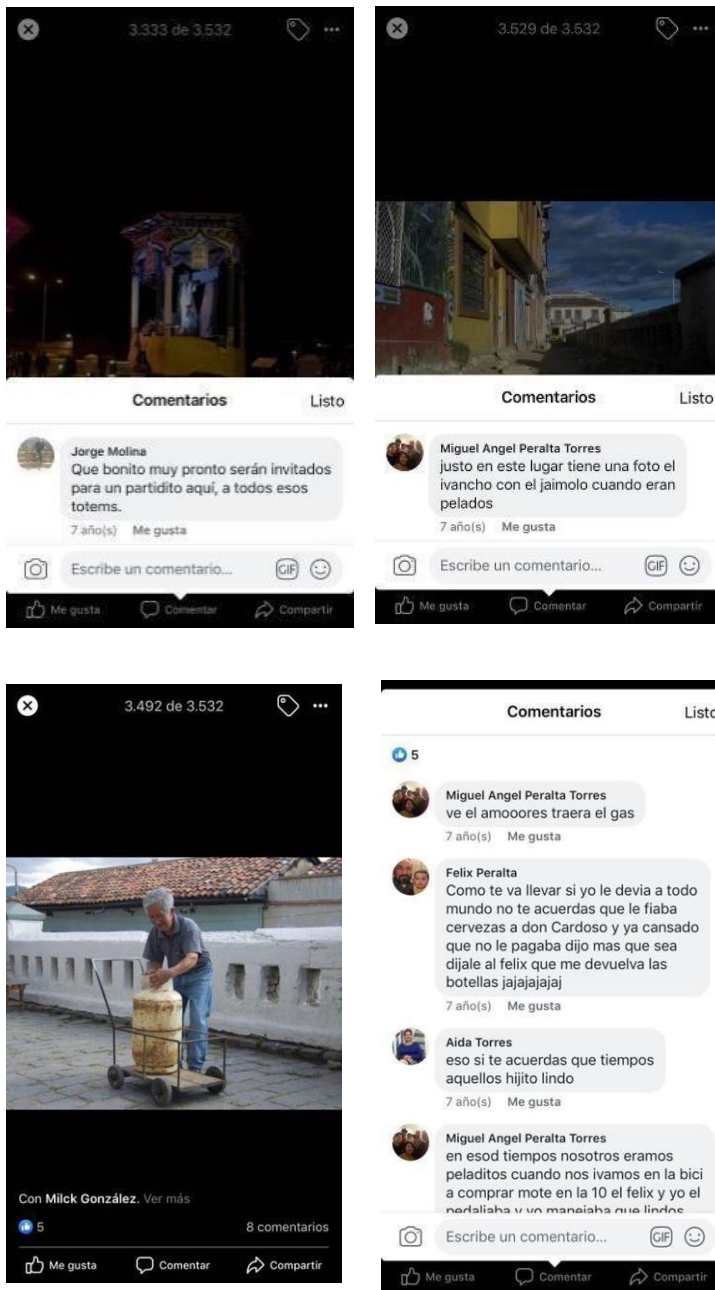 3.333 de 3.532
Comentarios
Listo
Jorge Molina
Que bonito muy pronto serán invitados
para un partidito aquí, a todos esos
totems.
7 año(s) Me gusta
Escribe un comentario...
GIF
Me gusta
Comentar
Compartir
3.529 de 3.532
Comentarios
Listo
Miguel Angel Peralta Torres
justo en este lugar tiene una foto el
ivancho con el jaimolo cuando eran
pelados
7 año(s) Me gusta
Escribe un comentario...
GIF
Me gusta
Comentar
Compartir
3.492 de 3.532
Con Milck González. Ver más
5
8 comentarios
Me gusta
Comentar
Compartir
Comentarios
Listo
5
Miguel Angel Peralta Torres
ve el amooores traera el gas
7 año(s) Me gusta
Felix Peralta
Como te va llevar si yo le devia a todo
mundo no te acuerdas que le fiaba
cervezas a don Cardoso y ya cansado
que no le pagaba dijo mas que sea
dijale al felix que me devuelva las
botellas jajajajajaj
7 año(s) Me gusta
Aida Torres
eso si te acuerdas que tiempos
aquellos hijito lindo
7 año(s) Me gusta
Miguel Angel Peralta Torres
en esod tiempos nosotros eramos
peladitos cuando nos ivamos en la bici
a comprar mote en la 10 el felix y yo el
pedaliaba y yo manejaba que lindos
Escribe un comentario...
GIF
Me gusta
Comentar
Compartir